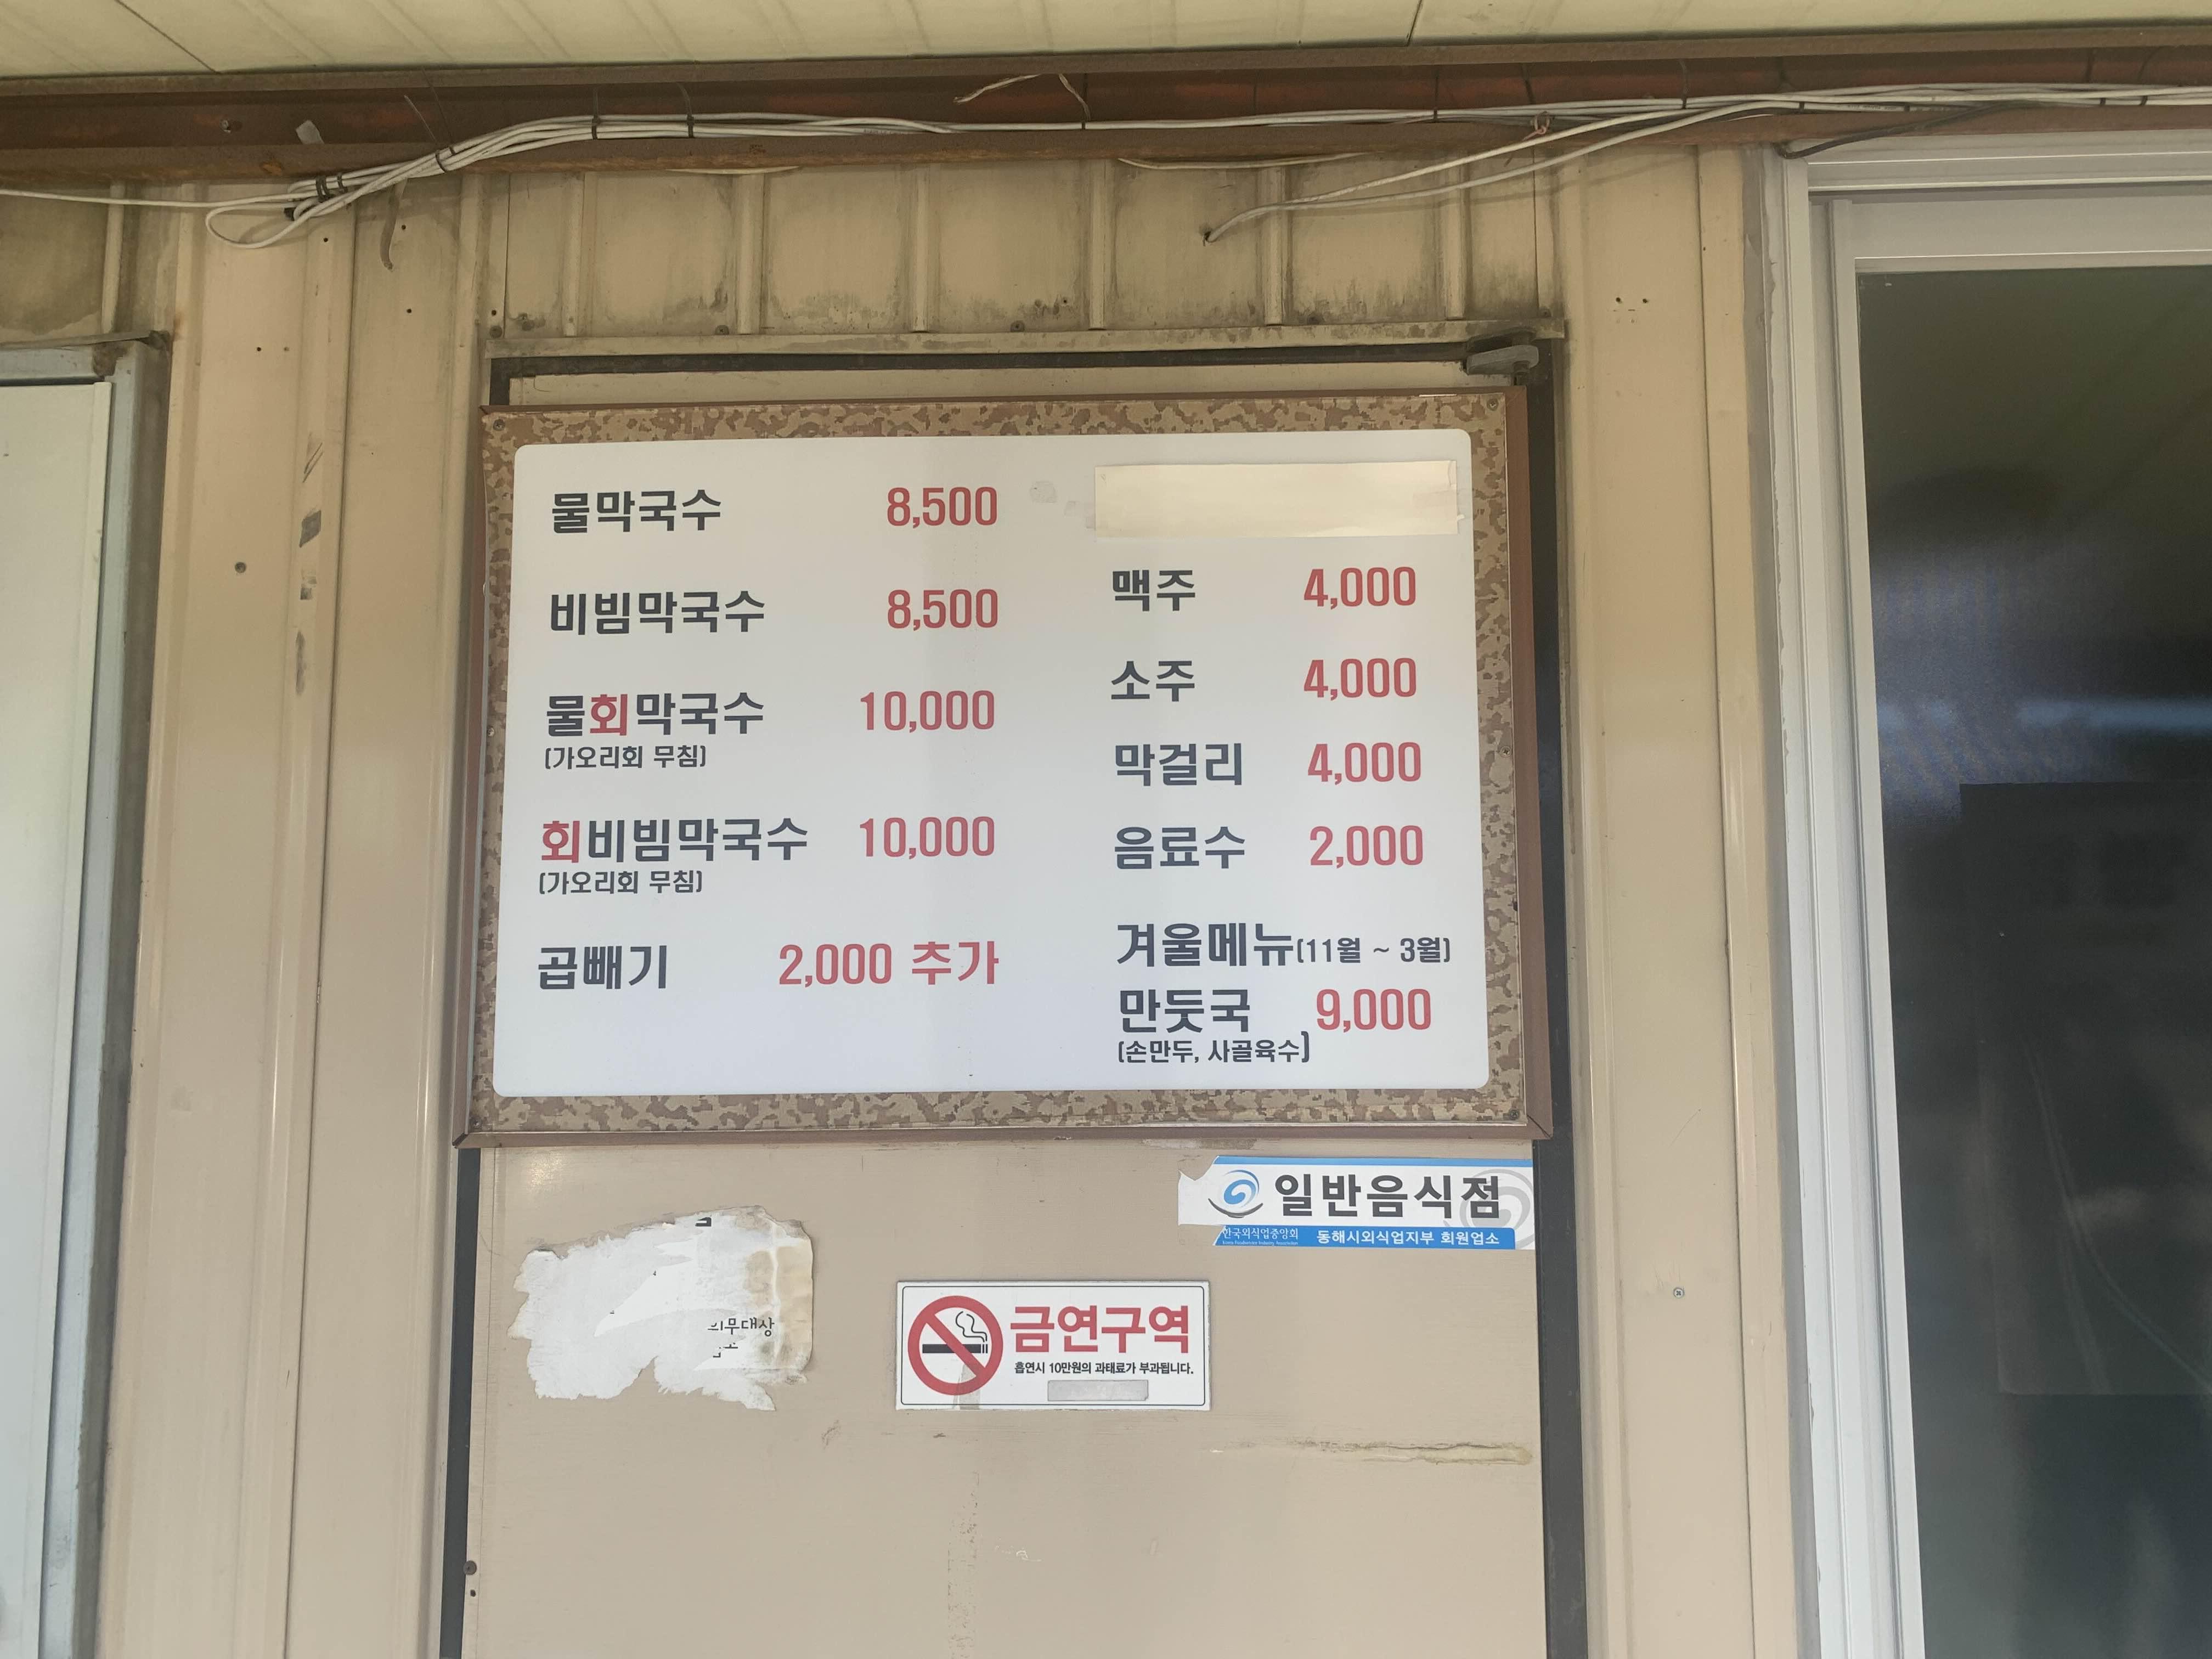 물막국수 8,500
비빔막국수 8,500
물회막국수 10,000
(가오리회 무침)
회비빔막국수 10,000
(가오리회 무침)
곱빼기 2,000 추가
맥주 4,000
소주 4,000
막걸리 4,000
음료수 2,000
겨울메뉴(11월 ~ 3월)
만둣국 9,000
(손만두, 사골육수)
일반음식점
한국외식업중앙회 동해시외식업지부 회원업소
의무대상
금연구역
흡연시 10만원의 과태료가 부과됩니다.